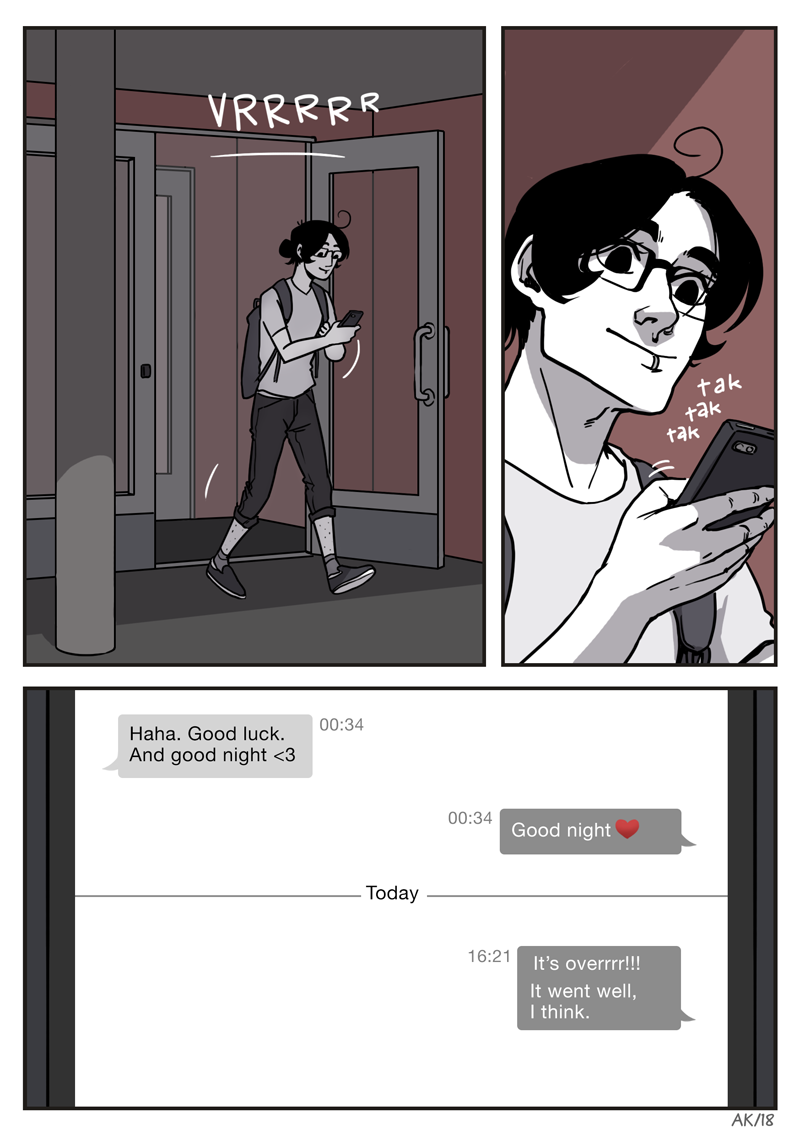 VRRRRR
tak
tak
tak
Haha. Good luck.
And good night <3
00:34
00:34
Good night ❤️
Today
16:21
It's overrrr!!!
It went well,
I think.
AK/18